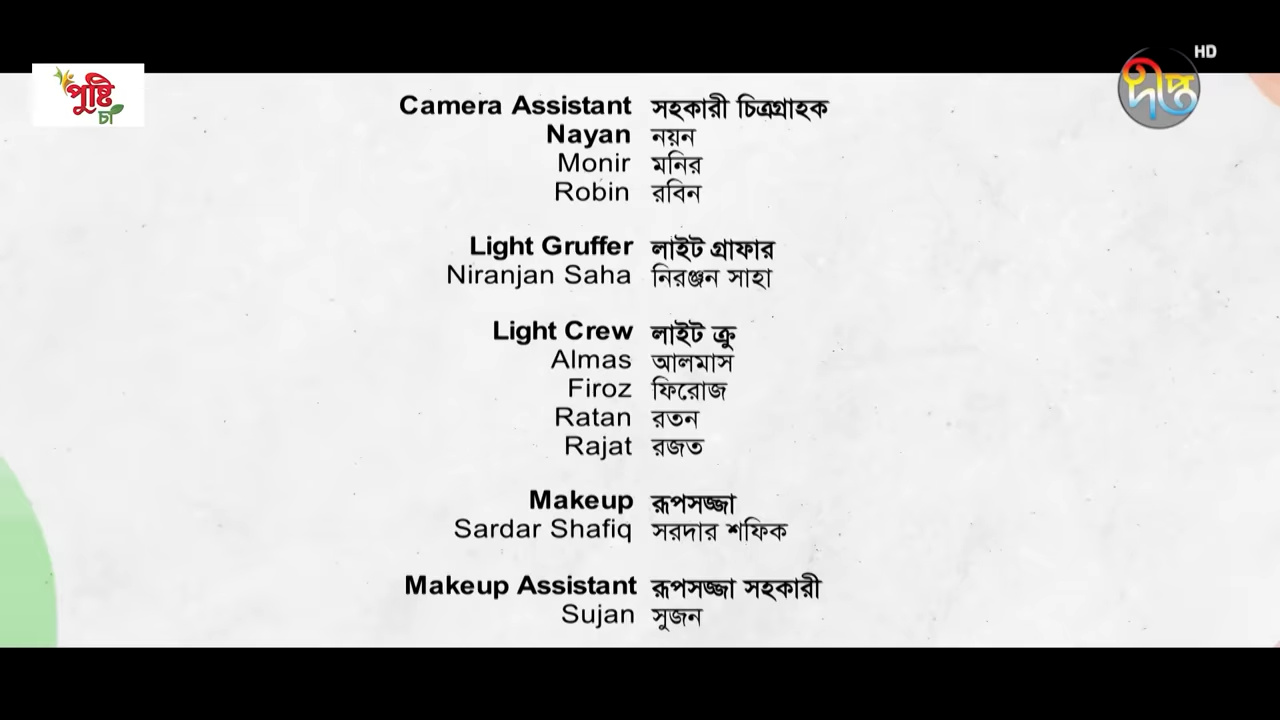 HD
পুষ্টি
চা
দীপ্ত
Camera Assistant সহকারী চিত্রগ্রাহক
Nayan নয়ন
Monir মনির
Robin রবিন
Light Gruffer লাইট গ্রাফার
Niranjan Saha নিরঞ্জন সাহা
Light Crew লাইট ক্রু
Almas আলমাস
Firoz ফিরোজ
Ratan রতন
Rajat রজত
Makeup রূপসজ্জা
Sardar Shafiq সরদার শফিক
Makeup Assistant রূপসজ্জা সহকারী
Sujan সুজন